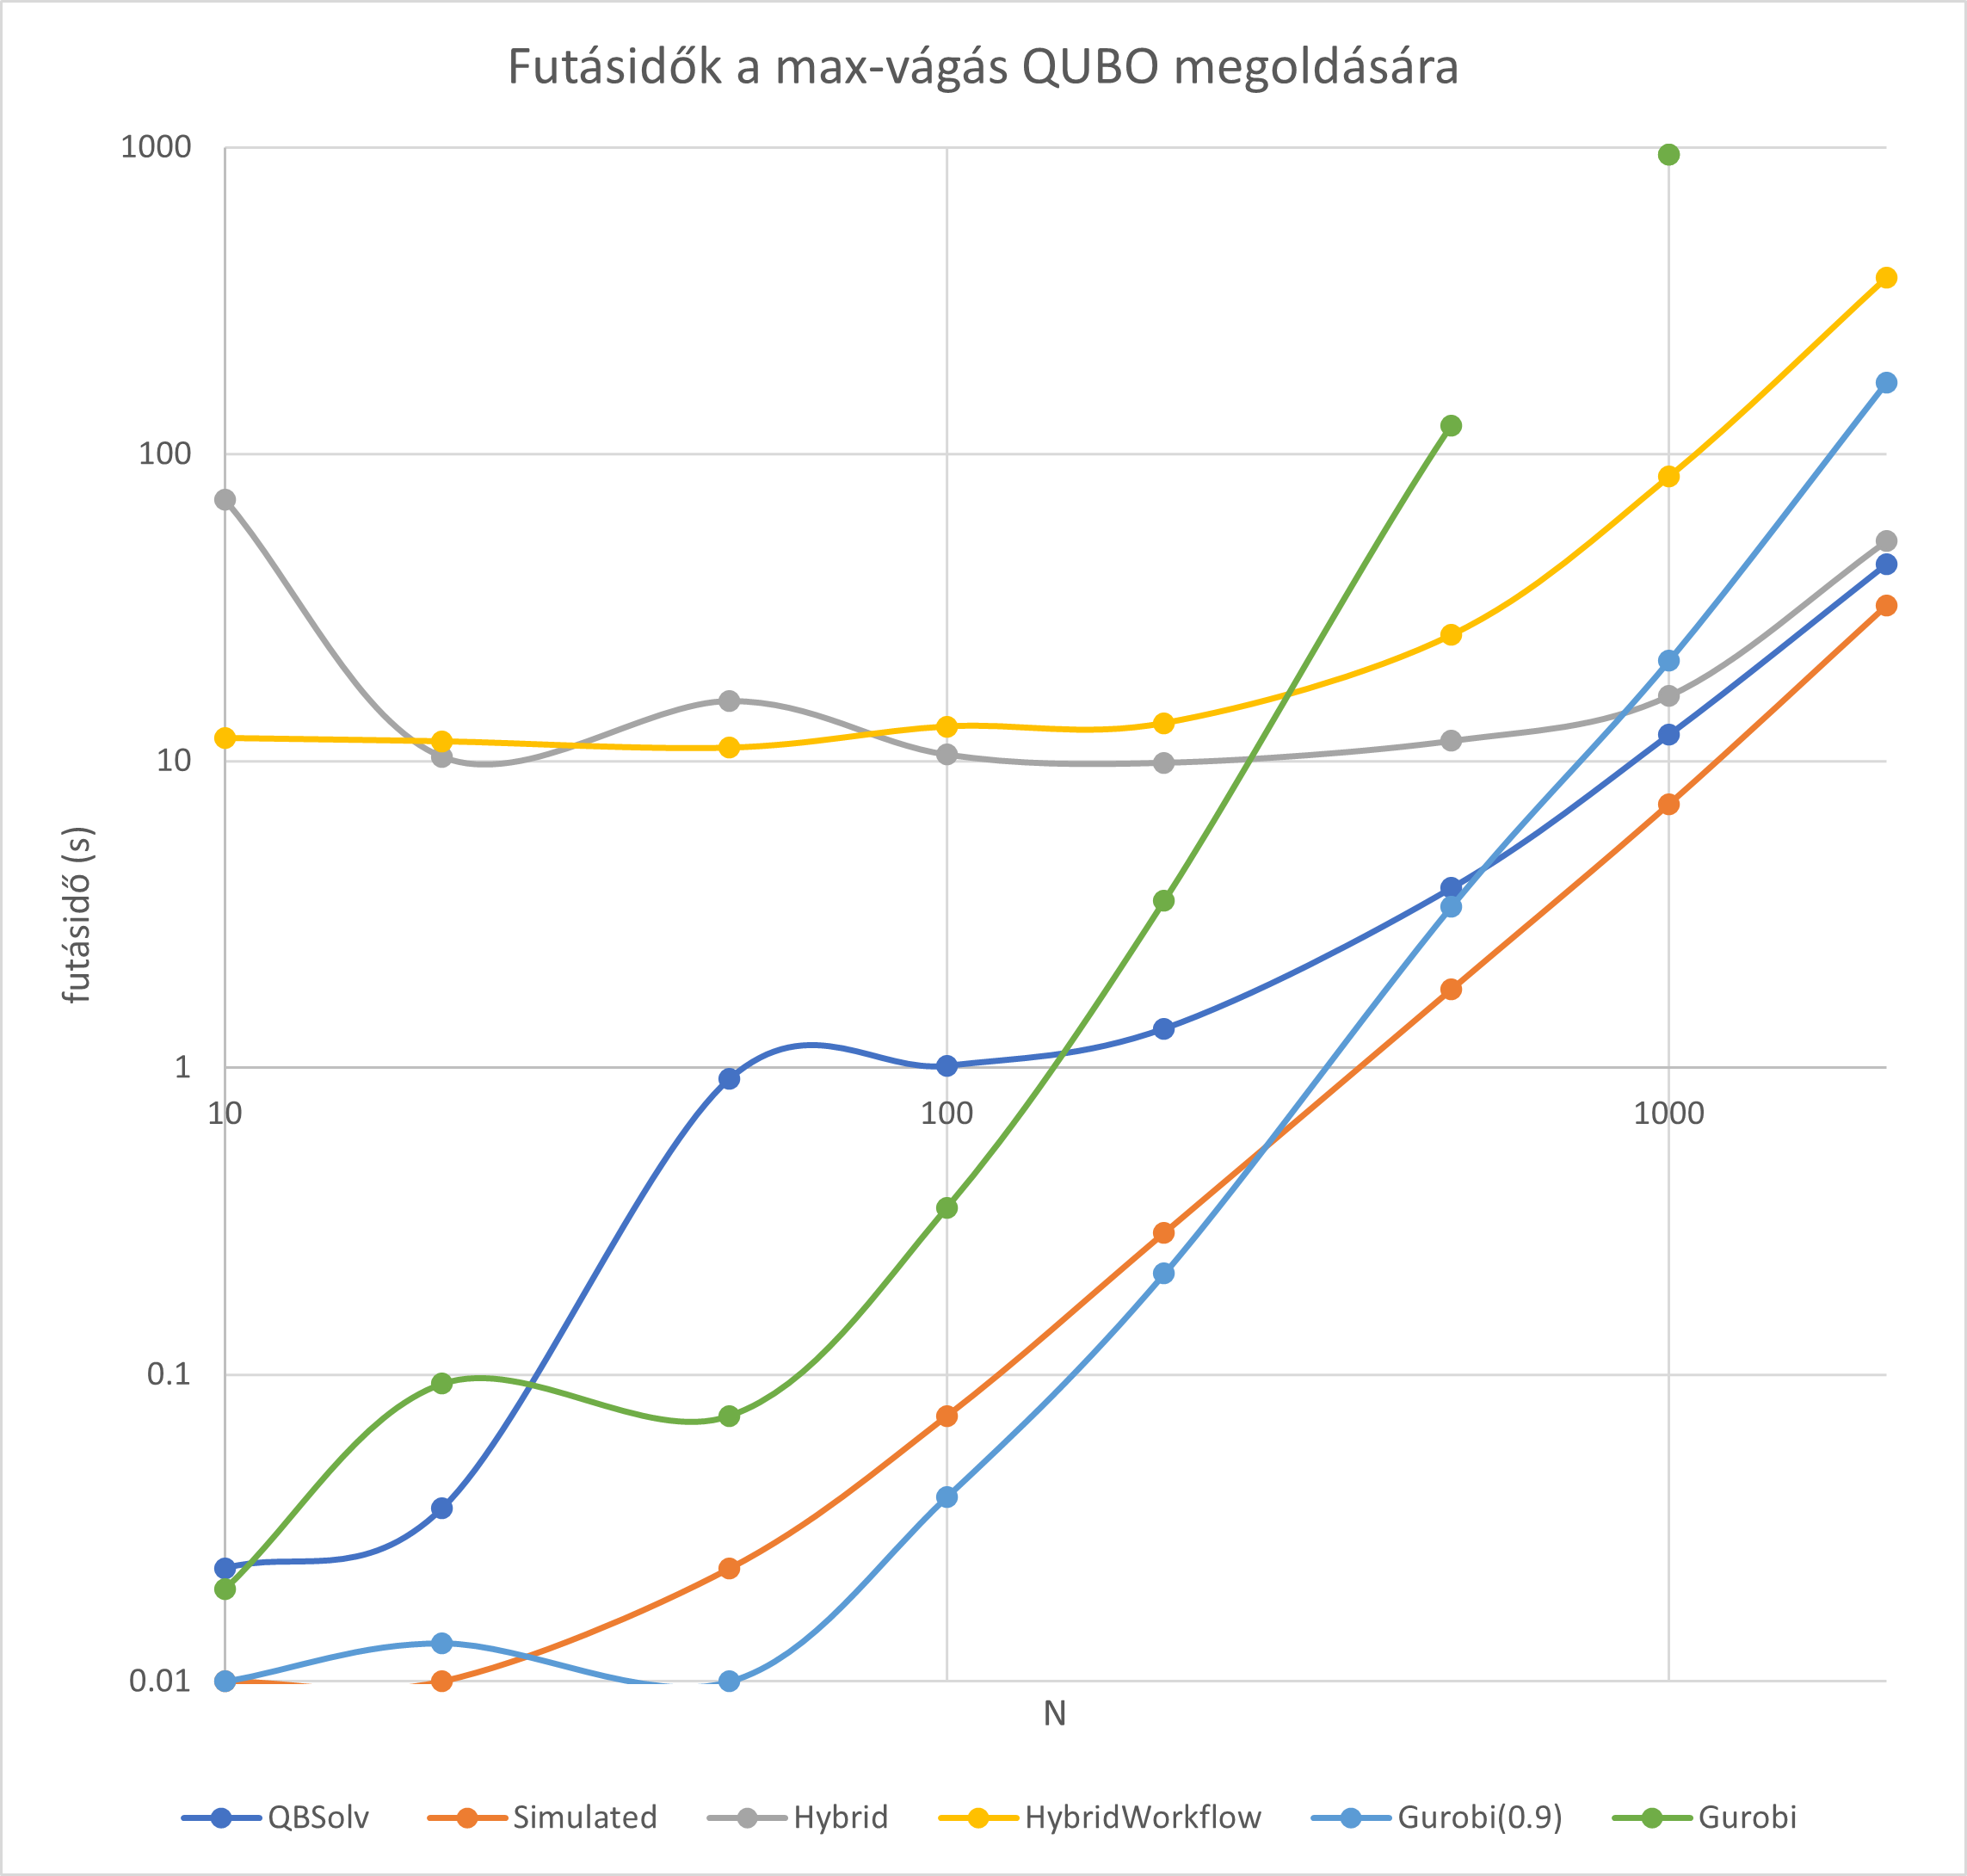 Futásidők a max-vágás QUBO megoldására
1000
100
10
1
0.1
0.01
10
100
1000
futásidő (s)
N
QBSolv
Simulated
Hybrid
HybridWorkflow
Gurobi(0.9)
Gurobi